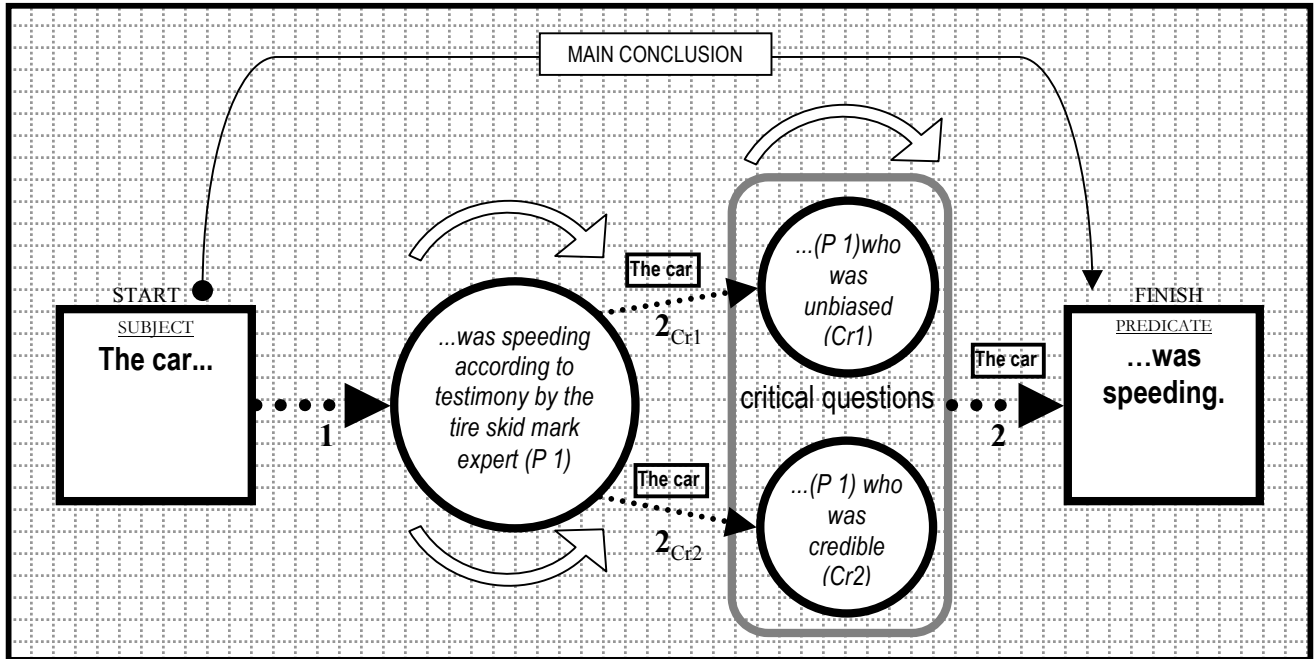 MAIN CONCLUSION
START
SUBJECT
The car...
1
...was speeding
according to
testimony by the
tire skid mark
expert (P 1)
The car
2Cr1
The car
2Cr2
...(P 1)who
was
unbiased
(Cr1)
critical questions
...(P 1) who
was
credible
(Cr2)
The car
2
FINISH
PREDICATE
...was
speeding.